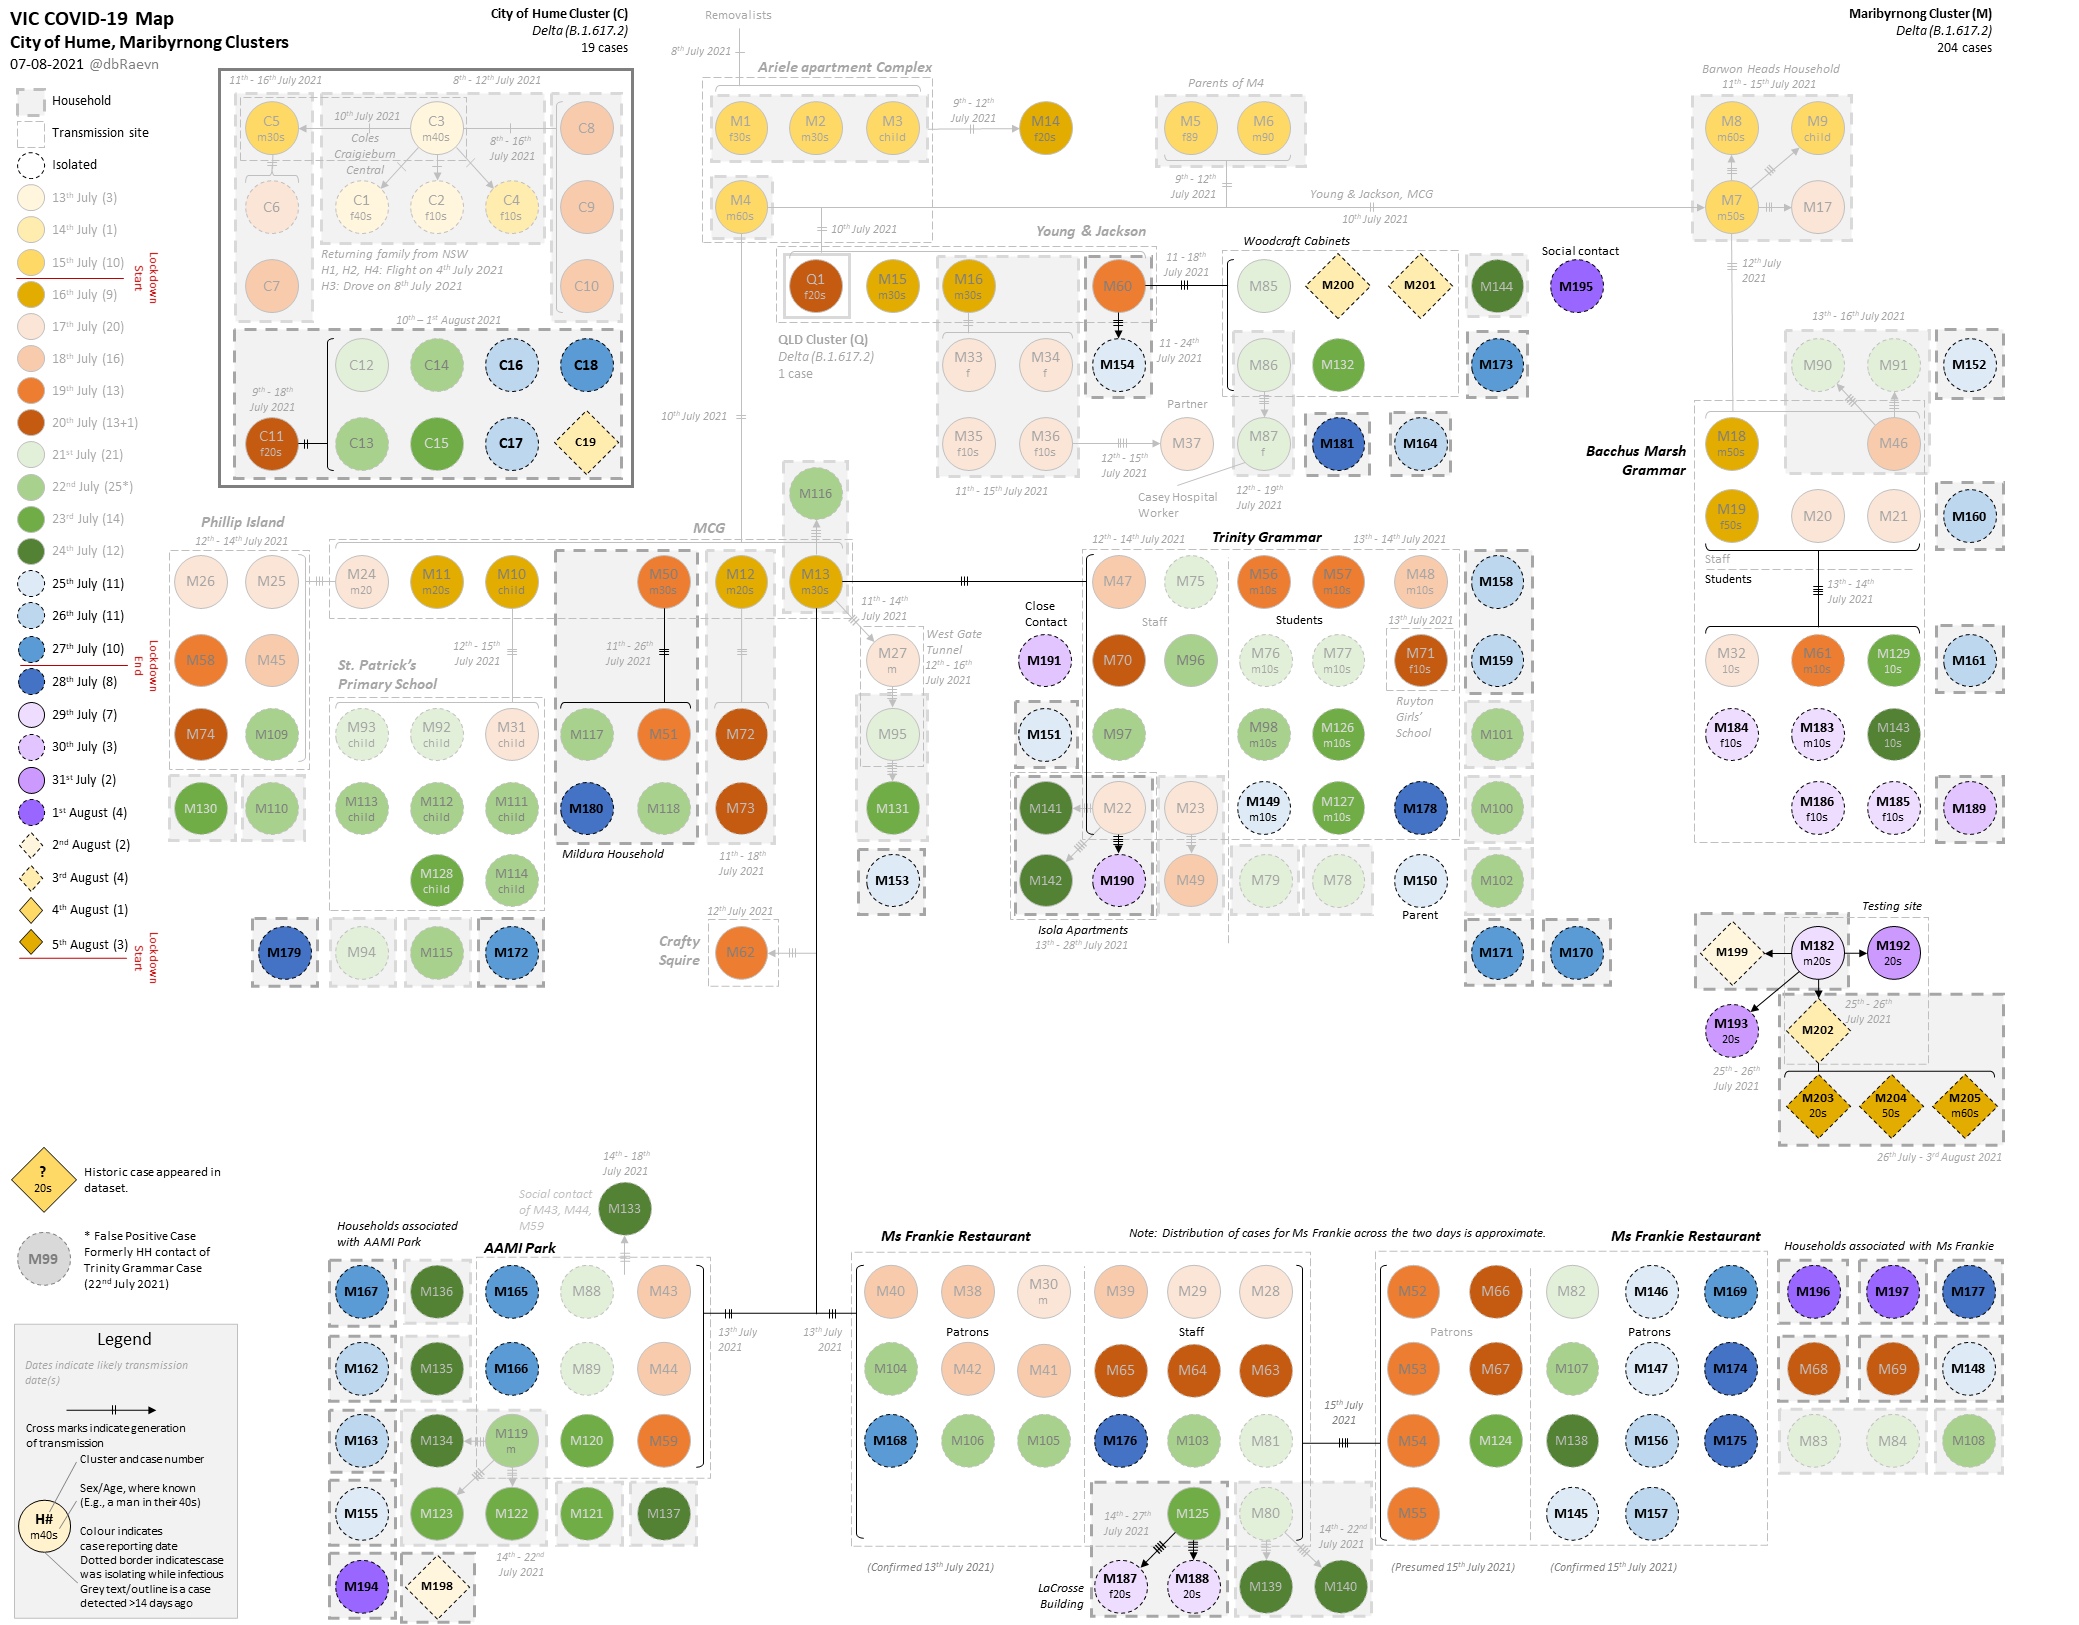 VIC COVID-19 Map
City of Hume, Maribyrnong Clusters
07-08-2021 @dbRaevn
City of Hume Cluster (C)
Delta (B.1.617.2)
19 cases
Maribyrnong Cluster (M)
Delta (B.1.617.2)
204 cases
Household
Transmission site
Isolated
13th July (3)
14th July (1)
15th July (10)
Lockdown Start
16th July (9)
17th July (20)
18th July (16)
19th July (13)
20th July (13+1)
21st July (21)
22nd July (25*)
23rd July (14)
24th July (12)
25th July (11)
26th July (11)
27th July (10)
Lockdown End
28th July (8)
29th July (7)
30th July (3)
31st July (2)
1st August (4)
2nd August (2)
3rd August (4)
4th August (1)
5th August (3)
Lockdown Start
?
20s
Historic case appeared in
dataset.
M99
* False Positive Case
Formerly HH contact of
Trinity Grammar Case
(22nd July 2021)
Legend
Dates indicate likely transmission
date(s)
Cross marks indicate generation
of transmission
Cluster and case number
Sex/Age, where known
(E.g., a man in their 40s)
H#
m40s
Colour indicates
case reporting date
Dotted border indicates case
was isolating while infectious
Grey text/outline is a case
detected >14 days ago
11th - 16th July 2021
8th - 12th July 2021
C5
m30s
10th July 2021
Coles
Craigieburn
Central
C3
m40s
8th - 16th
July 2021
C8
C6
C1
f40s
C2
f10s
C4
f10s
C9
C7
Returning family from NSW
H1, H2, H4: Flight on 4th July 2021
H3: Drove on 8th July 2021
C10
10th – 1st August 2021
9th - 18th
July 2021
C11
f20s
C12
C14
C16
C18
C13
C15
C17
C19
Removalists
8th July 2021
Ariele apartment Complex
M1
f30s
M2
m30s
M3
child
9th - 12th
July 2021
M14
f20s
M4
m60s
Parents of M4
M5
f89
M6
m90
9th - 12th
July 2021
Young & Jackson, MCG
10th July 2021
Barwon Heads Household
11th - 15th July 2021
M8
m60s
M9
child
M7
m50s
M17
12th July
2021
10th July 2021
Young & Jackson
Q1
f20s
M15
m30s
M16
m30s
M60
QLD Cluster (Q)
Delta (B.1.617.2)
1 case
M33
f
M34
f
M154
M35
f10s
M36
f10s
11th - 15th July 2021
11 - 18th
July 2021
11 - 24th
July 2021
12th - 15th
July 2021
Partner
M37
Casey Hospital
Worker
Woodcraft Cabinets
M85
M200
M201
M144
Social contact
M195
M86
M132
M173
M87
f
M181
M164
12th - 19th
July 2021
13th - 16th July 2021
M90
M91
M152
Bacchus Marsh
Grammar
M18
m50s
M46
M19
f50s
M20
M21
M160
Staff
Students
13th - 14th
July 2021
M32
10s
M61
m10s
M129
10s
M161
M184
f10s
M183
m10s
M143
10s
M186
f10s
M185
f10s
M189
10th July 2021
MCG
M116
Phillip Island
12th - 14th July 2021
M26
M25
M24
m20
M11
m20s
M10
child
M50
m30s
M12
m20s
M13
m30s
M58
M45
M74
M109
M130
M110
St. Patrick's
Primary School
12th - 15th
July 2021
M93
child
M92
child
M31
child
M113
child
M112
child
M111
child
M128
child
M114
child
M179
M94
M115
M172
11th - 26th
July 2021
M117
M51
M180
M118
Mildura Household
M72
M73
11th - 18th
July 2021
11th - 14th
July 2021
M27
m
West Gate
Tunnel
12th - 16th
July 2021
M95
M131
M153
12th July 2021
Crafty
Squire
M62
12th - 14th July 2021
Trinity Grammar
13th - 14th July 2021
M47
M75
M56
m10s
M57
m10s
M48
m10s
M158
Close
Contact
M191
Staff
Students
13th July 2021
M70
M96
M76
m10s
M77
m10s
M71
f10s
M159
Ruyton
Girls'
School
M151
M97
M98
m10s
M126
m10s
M101
M141
M22
M23
M149
m10s
M127
m10s
M178
M100
M142
M190
M49
M79
M78
M150
Parent
M102
Isola Apartments
13th - 28th July 2021
M171
M170
Testing site
M199
M182
m20s
M192
20s
M193
20s
25th - 26th
July 2021
M202
25th - 26th
July 2021
M203
20s
M204
50s
M205
m60s
26th July - 3rd August 2021
14th - 18th
July 2021
Social contact
of M43, M44,
M59
M133
Households associated
with AAMI Park
AAMI Park
M167
M136
M165
M88
M43
M162
M135
M166
M89
M44
M163
M134
M119
m
M120
M59
M155
M123
M122
M121
M137
M194
M198
14th - 22nd
July 2021
13th July
2021
13th July
2021
Ms Frankie Restaurant
Note: Distribution of cases for Ms Frankie across the two days is approximate.
Ms Frankie Restaurant
Households associated with Ms Frankie
M40
M38
M30
m
M39
M29
M28
Patrons
Staff
M104
M42
M41
M65
M64
M63
M168
M106
M105
M176
M103
M81
14th - 27th
July 2021
M125
M80
14th - 22nd
July 2021
(Confirmed 13th July 2021)
LaCrosse
Building
M187
f20s
M188
20s
M139
M140
15th July
2021
M52
M66
M82
M146
M169
Patrons
Patrons
M53
M67
M107
M147
M174
M54
M124
M138
M156
M175
M55
M145
M157
(Presumed 15th July 2021)
(Confirmed 15th July 2021)
M196
M197
M177
M68
M69
M148
M83
M84
M108